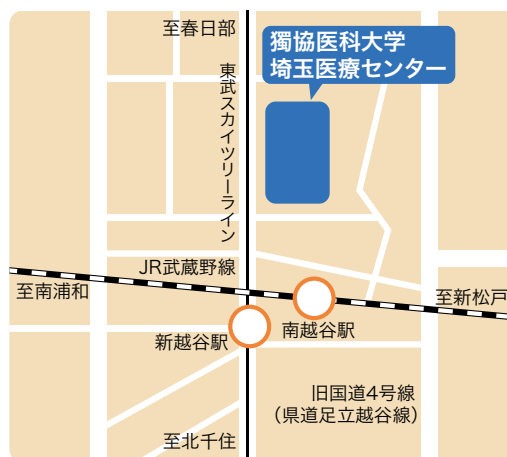 至春日部
獨協医科大学
埼玉医療センター
東武スカイツリーライン
JR武蔵野線
至南浦和
至新松戸
新越谷駅
南越谷駅
旧国道4号線
(県道足立越谷線)
至北千住